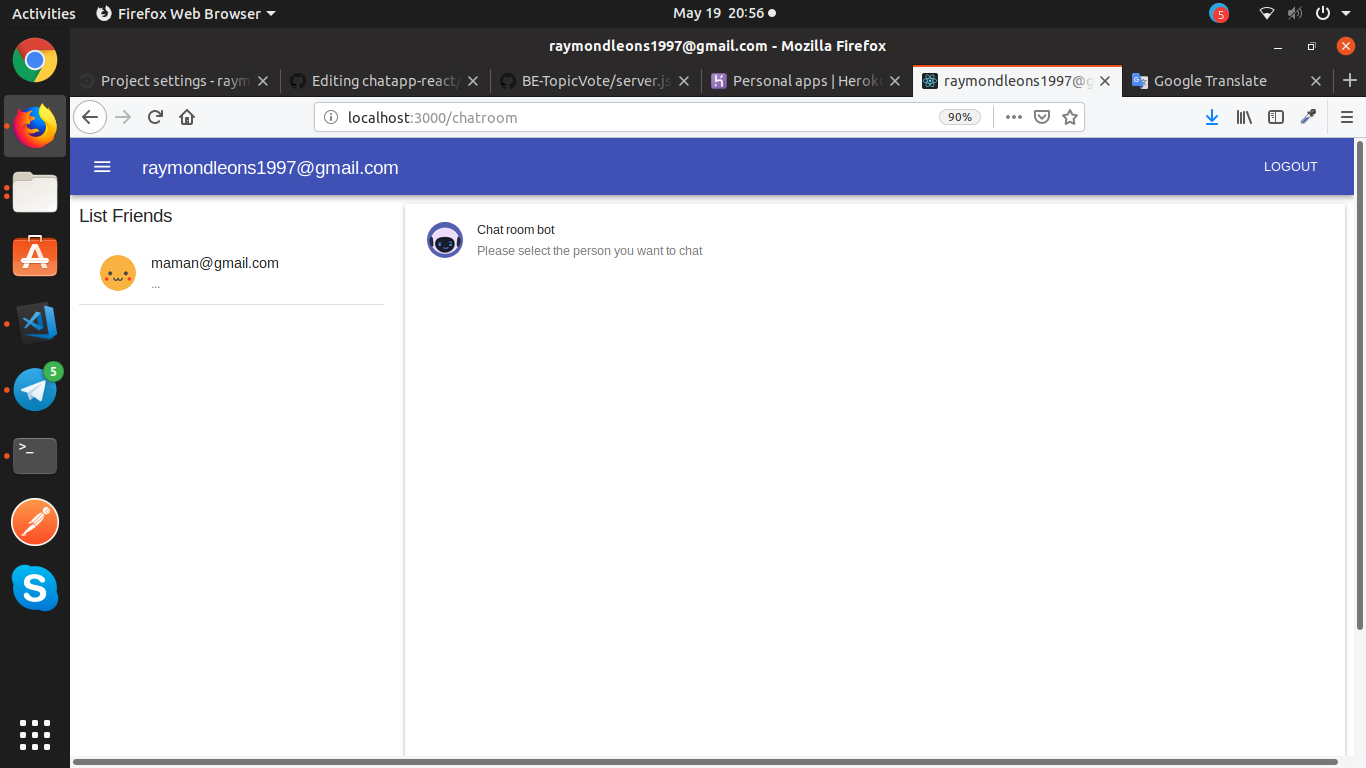 Activities
Firefox Web Browser
May 19 20:56
5
raymondleons1997@gmail.com - Mozilla Firefox
Project settings - raym
Editing chatapp-react/
BE-TopicVote/server.js
Personal apps | Herok
raymondleons1997@g
Google Translate
localhost:3000/chatroom
90%
raymondleons1997@gmail.com
LOGOUT
List Friends
maman@gmail.com
...
Chat room bot
Please select the person you want to chat
5
>_
S